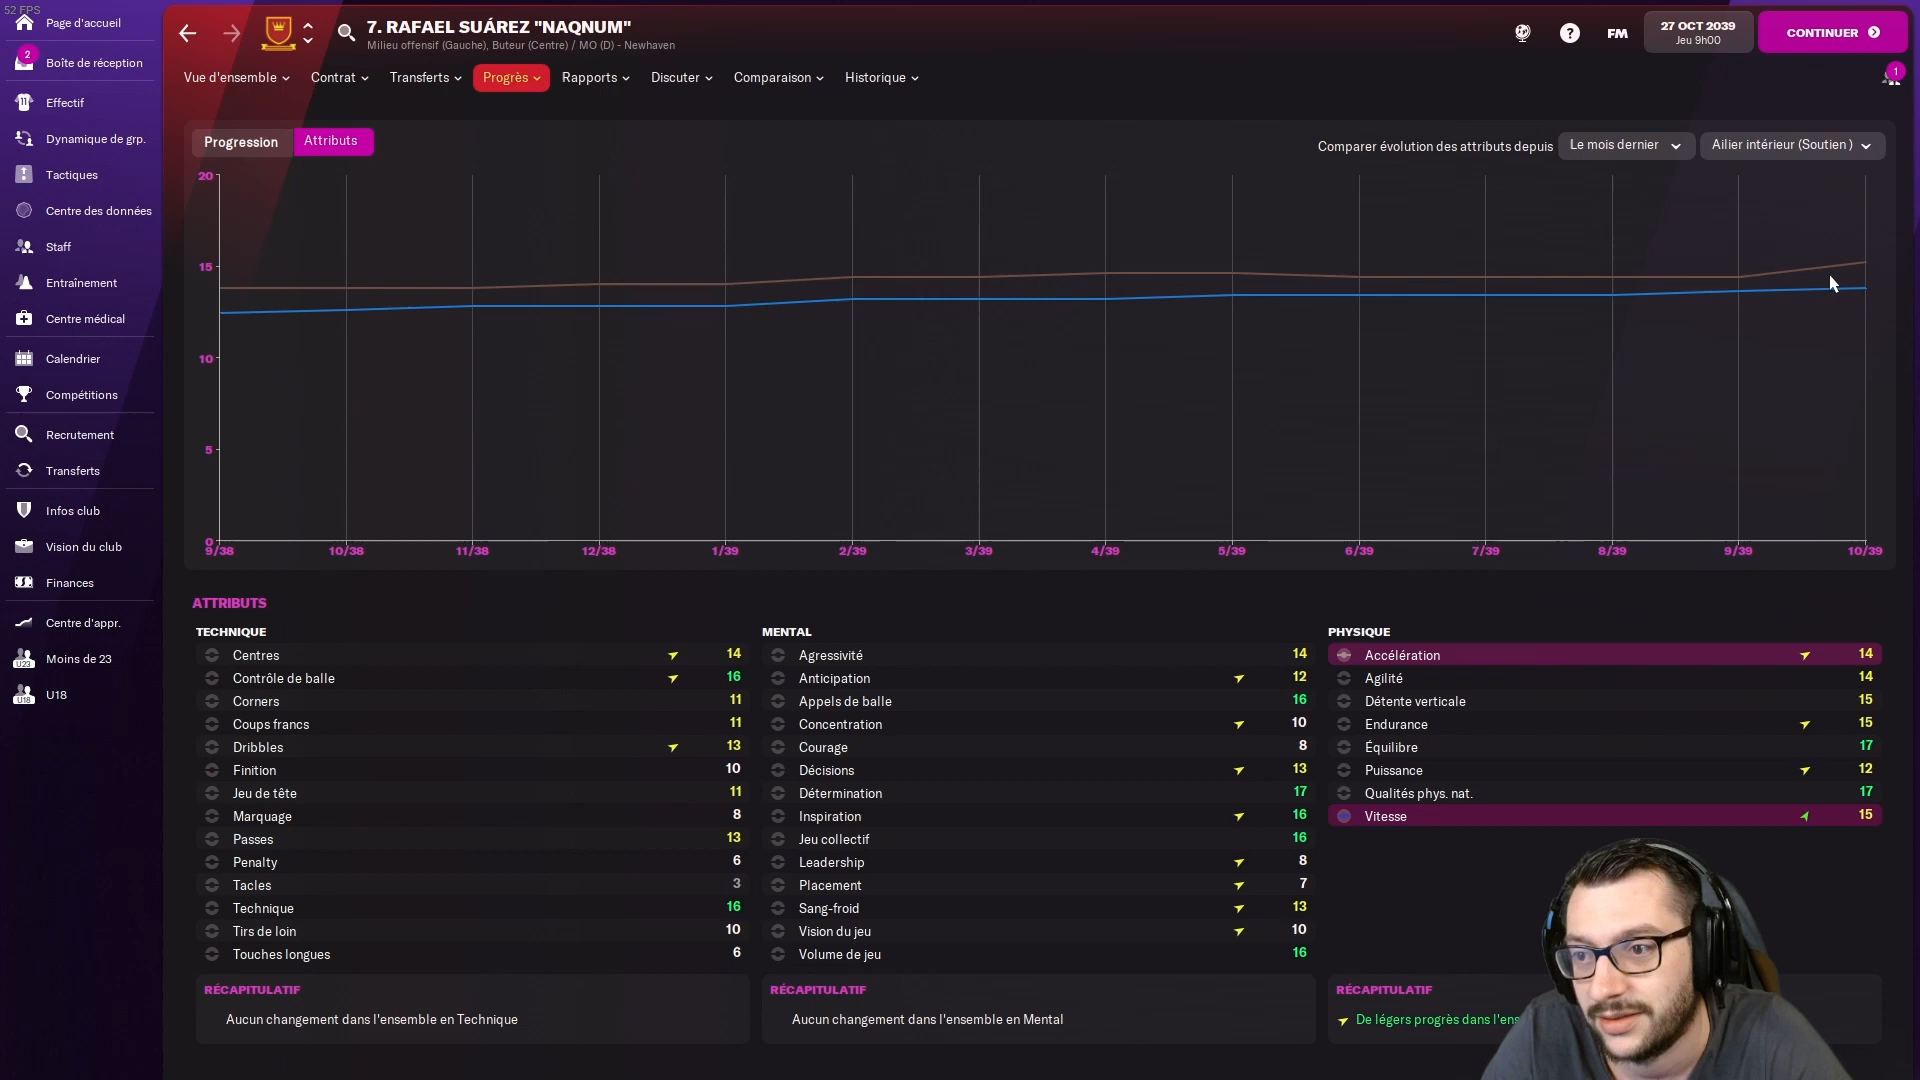 52 FPS
Page d'accueil
7. RAFAEL SUÁREZ "NAQNUM"
Milieu offensif (Gauche), Buteur (Centre) / MO (D) - Newhaven
FM
27 OCT 2039
Jeu 9h00
CONTINUER
2
Boîte de réception
Vue d'ensemble
Contrat
Transferts
Progrès
Rapports
Discuter
Comparaison
Historique
1
Effectif
Dynamique de grp.
Tactiques
Centre des données
Staff
Entraînement
Centre médical
Calendrier
Compétitions
Recrutement
Transferts
Infos club
Vision du club
Finances
Centre d'appr.
U23
Moins de 23
U18
U18
Progression
Attributs
Comparer évolution des attributs depuis
Le mois dernier
Ailier intérieur (Soutien )
20
15
10
5
0
9/38 10/38 11/38 12/38 1/39 2/39 3/39 4/39 5/39 6/39 7/39 8/39 9/39 10/39
ATTRIBUTS
TECHNIQUE
Centres 14
Contrôle de balle 16
Corners 11
Coups francs 11
Dribbles 13
Finition 10
Jeu de tête 11
Marquage 8
Passes 13
Penalty 6
Tacles 3
Technique 16
Tirs de loin 10
Touches longues 6
RÉCAPITULATIF
Aucun changement dans l'ensemble en Technique
MENTAL
Agressivité 14
Anticipation 12
Appels de balle 16
Concentration 10
Courage 8
Décisions 13
Détermination 17
Inspiration 16
Jeu collectif 16
Leadership 8
Placement 7
Sang-froid 13
Vision du jeu 10
Volume de jeu 16
RÉCAPITULATIF
Aucun changement dans l'ensemble en Mental
PHYSIQUE
Accélération 14
Agilité 14
Détente verticale 15
Endurance 15
Équilibre 17
Puissance 12
Qualités phys. nat. 17
Vitesse 15
RÉCAPITULATIF
De légers progrès dans l'ens